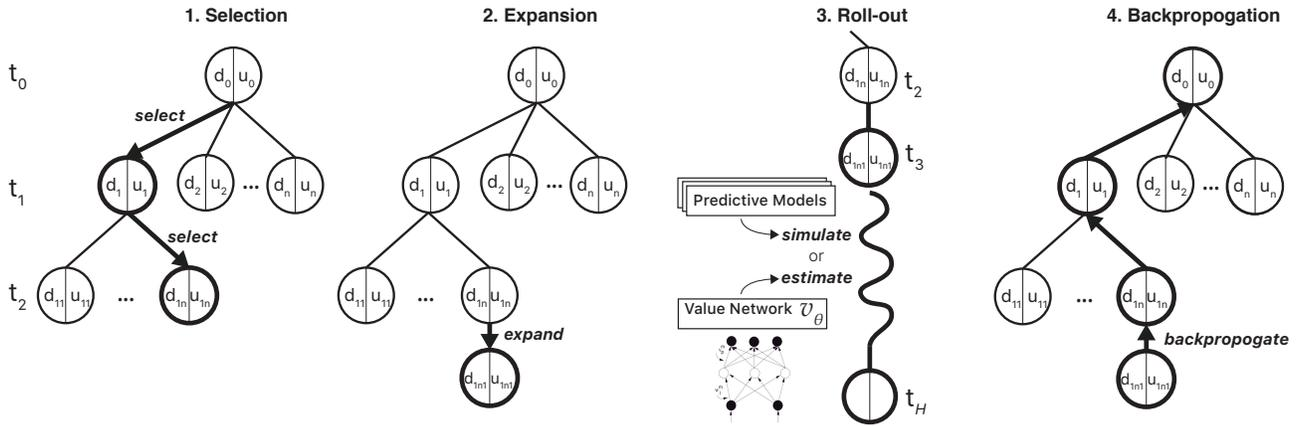 1. Selection 2. Expansion 3. Roll-out 4. Backpropogation
t0 d0 u0 d0 u0 d1n u1n t2 d0 u0
select
d1n1 u1n1 t3
t1 d1 u1 d2 u2 ... dn un d1 u1 d2 u2 ... dn un d1 u1 d2 u2 ... dn un
Predictive Models
select simulate
or
estimate
t2 d11 u11 ... d1n u1n d11 u11 ... d1n u1n d11 u11 ... d1n u1n
Value Network vθ
expand backpropogate
d1n1 u1n1 d1n1 u1n1
tH